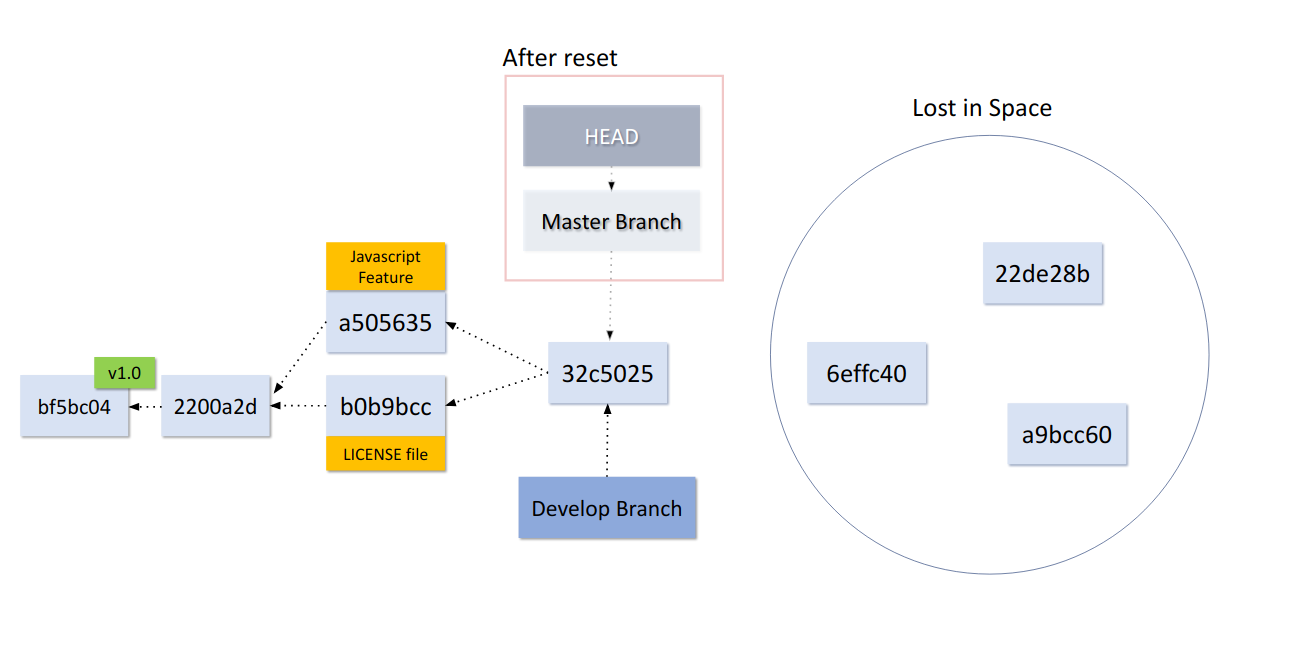 After reset
HEAD
Master Branch
Lost in Space
Javascript
Feature
a505635
v1.0
bf5bc04
2200a2d
b0b9bcc
LICENSE file
32c5025
Develop Branch
22de28b
6effc40
a9bcc60